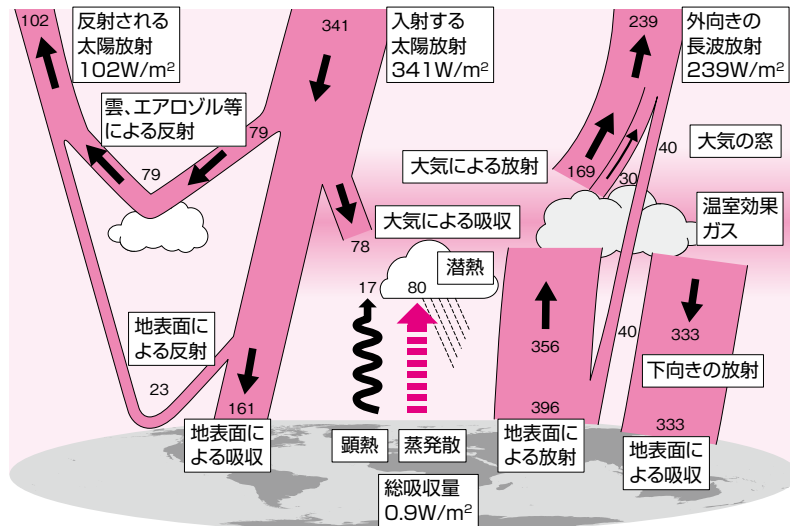 102
反射される
太陽放射
102W/m²
341
入射する
太陽放射
341W/m²
239
外向きの
長波放射
239W/m²
雲、エアロゾル等
による反射
79
79
大気による放射
169
30
40
大気の窓
大気による吸収
78
温室効果
ガス
潜熱
17
80
地表面
による反射
356
40
333
下向きの放射
23
161
396
333
地表面に
よる吸収
顕熱
蒸発散
地表面に
よる放射
地表面に
よる吸収
総吸収量
0.9W/m²